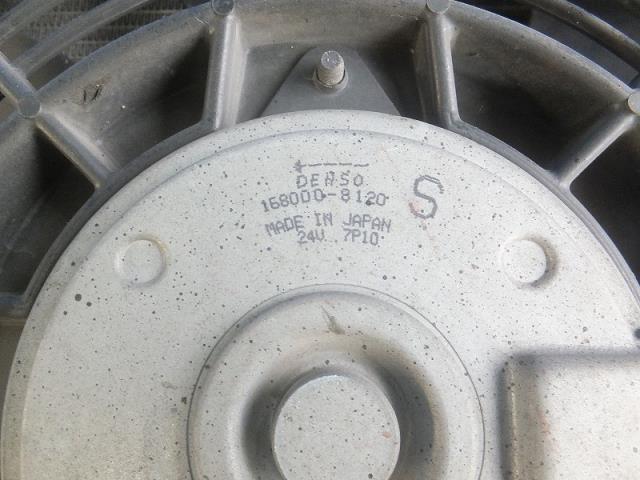 DENSO
168000-8120
S
MADE IN JAPAN
24V 7P10